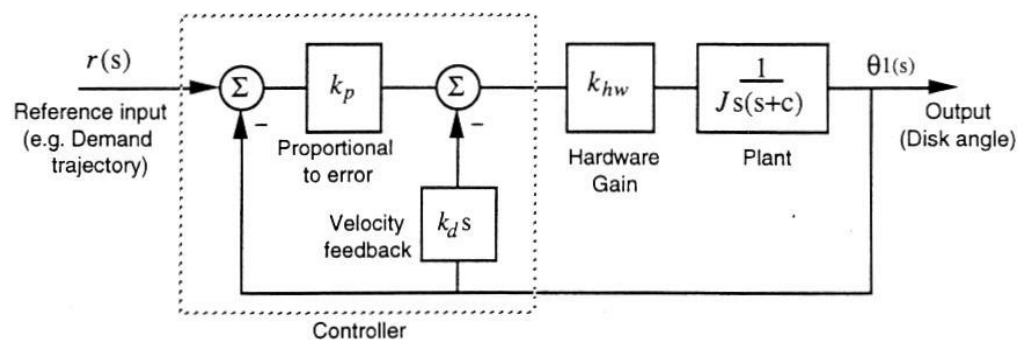 r(s)
Reference input
(e.g. Demand
trajectory)
Σ
−
k_p
Proportional
to error
Σ
−
Velocity
feedback
k_d s
k_hw
Hardware
Gain
1
Js(s+c)
Plant
θ1(s)
Output
(Disk angle)
Controller